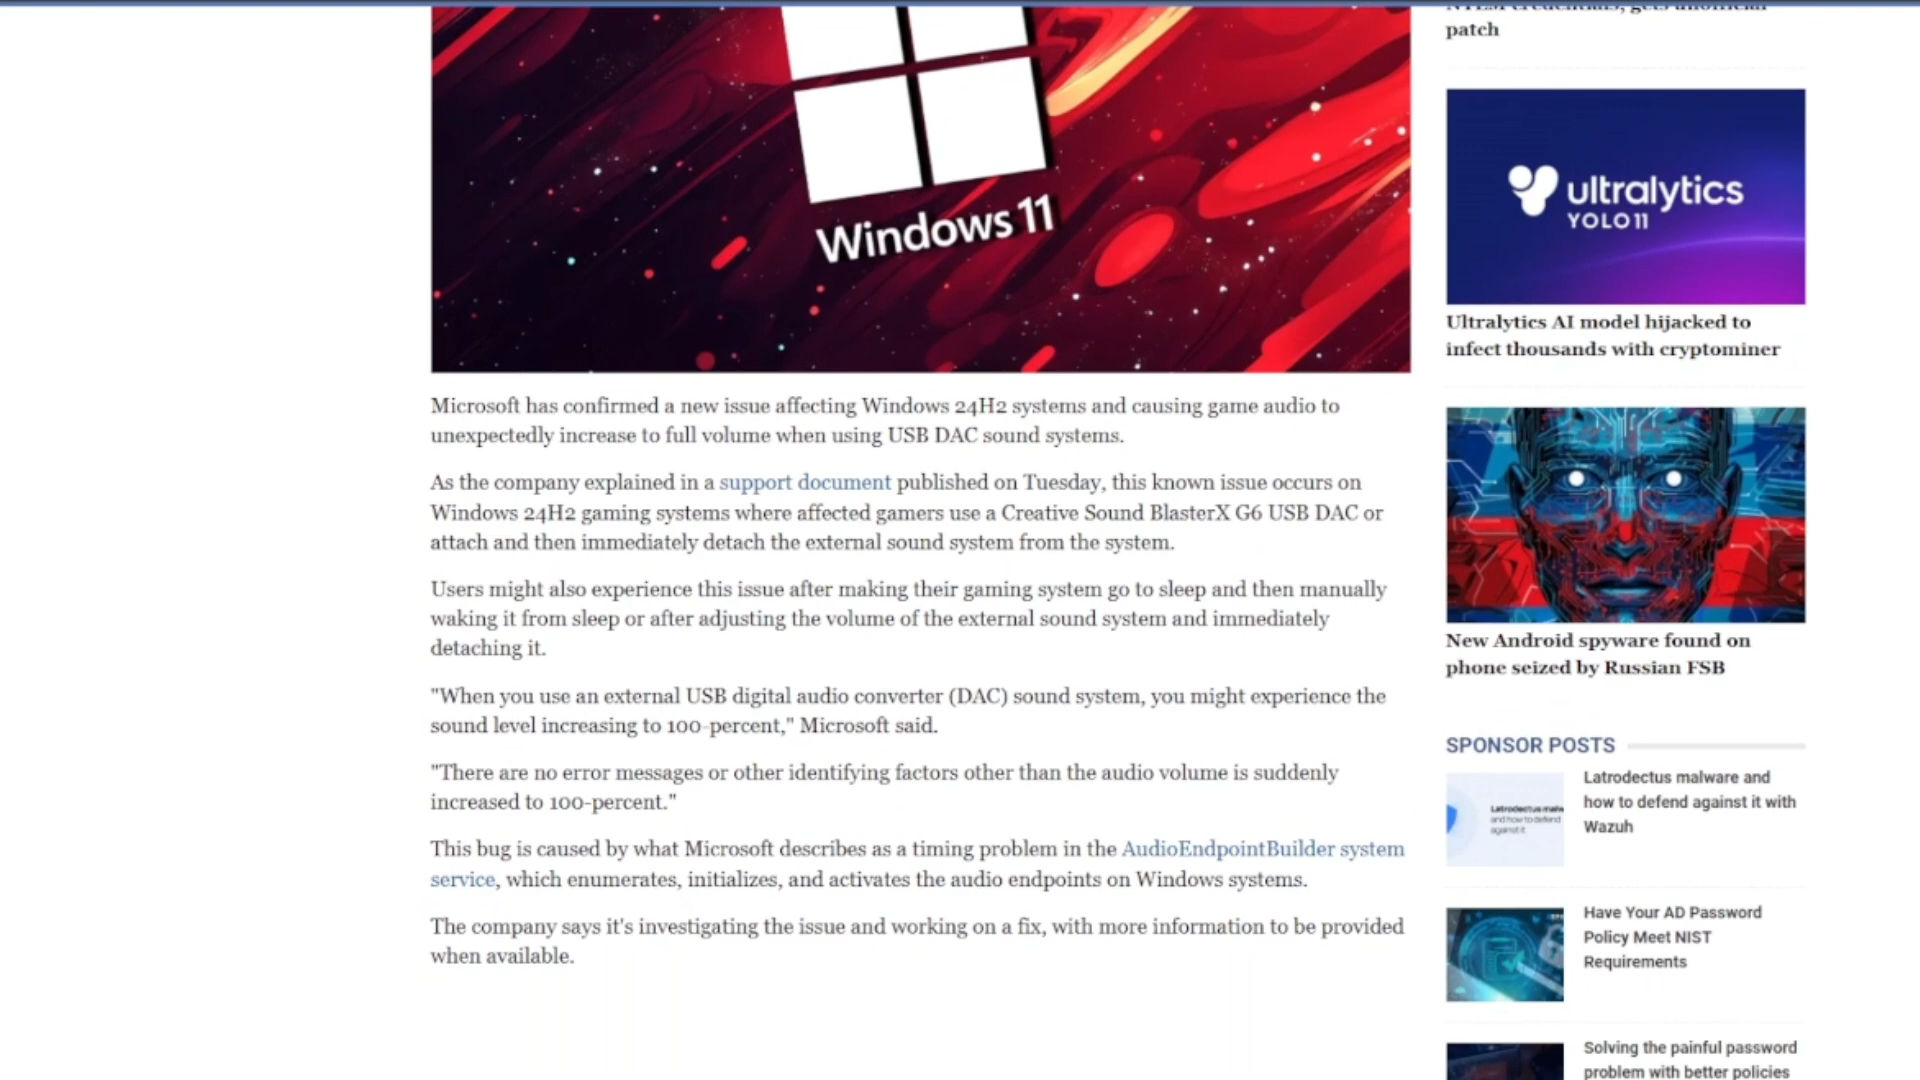 patch
Windows 11
ultralytics
YOLO11
Ultralytics AI model hijacked to
infect thousands with cryptominer
Microsoft has confirmed a new issue affecting Windows 24H2 systems and causing game audio to
unexpectedly increase to full volume when using USB DAC sound systems.
As the company explained in a support document published on Tuesday, this known issue occurs on
Windows 24H2 gaming systems where affected gamers use a Creative Sound BlasterX G6 USB DAC or
attach and then immediately detach the external sound system from the system.
Users might also experience this issue after making their gaming system go to sleep and then manually
waking it from sleep or after adjusting the volume of the external sound system and immediately
detaching it.
"When you use an external USB digital audio converter (DAC) sound system, you might experience the
sound level increasing to 100-percent," Microsoft said.
"There are no error messages or other identifying factors other than the audio volume is suddenly
increased to 100-percent."
This bug is caused by what Microsoft describes as a timing problem in the AudioEndpointBuilder system
service, which enumerates, initializes, and activates the audio endpoints on Windows systems.
The company says it's investigating the issue and working on a fix, with more information to be provided
when available.
New Android spyware found on
phone seized by Russian FSB
SPONSOR POSTS
Latrodectus malw
and how to defend
against it
Latrodectus malware and
how to defend against it with
Wazuh
Have Your AD Password
Policy Meet NIST
Requirements
Solving the painful password
problem with better policies